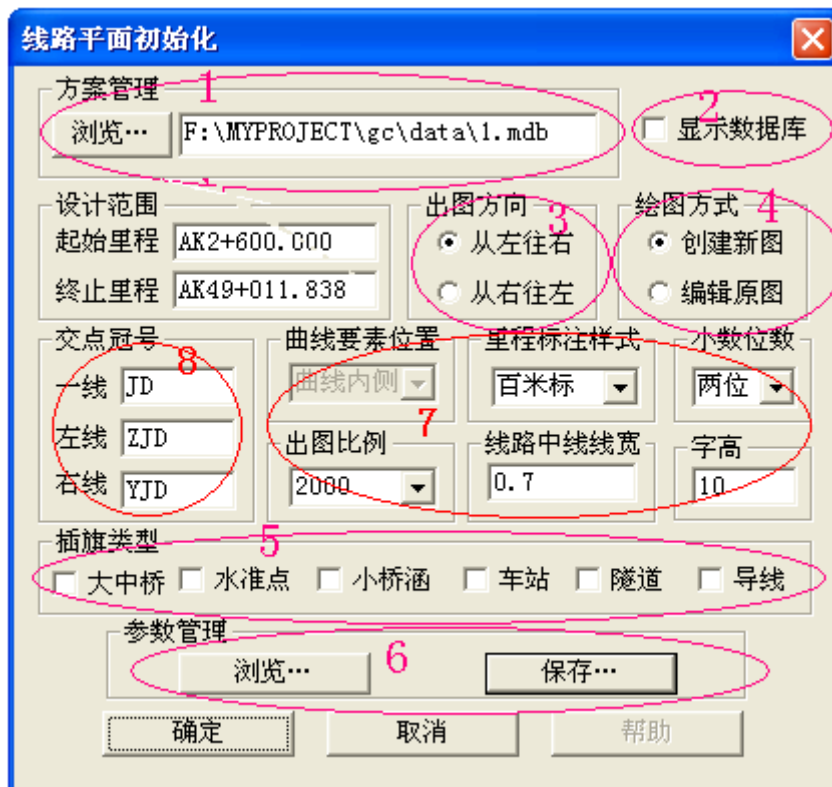 线路平面初始化
方案管理 1
浏览… F:\MYPROJECT\gc\data\1.mdb
2 显示数据库
设计范围
起始里程 AK2+600.000
终止里程 AK49+011.838
出图方向 3
从左往右
从右往左
绘图方式 4
创建新图
编辑原图
交点冠号 8
一线 JD
左线 ZJD
右线 YJD
曲线要素位置
曲线内侧
里程标注样式
百米标
小数位数
两位
7
出图比例
2000
线路中线线宽
0.7
字高
10
插旗类型 5
大中桥 水准点 小桥涵 车站 隧道 导线
参数管理 6
浏览… 保存…
确定 取消 帮助